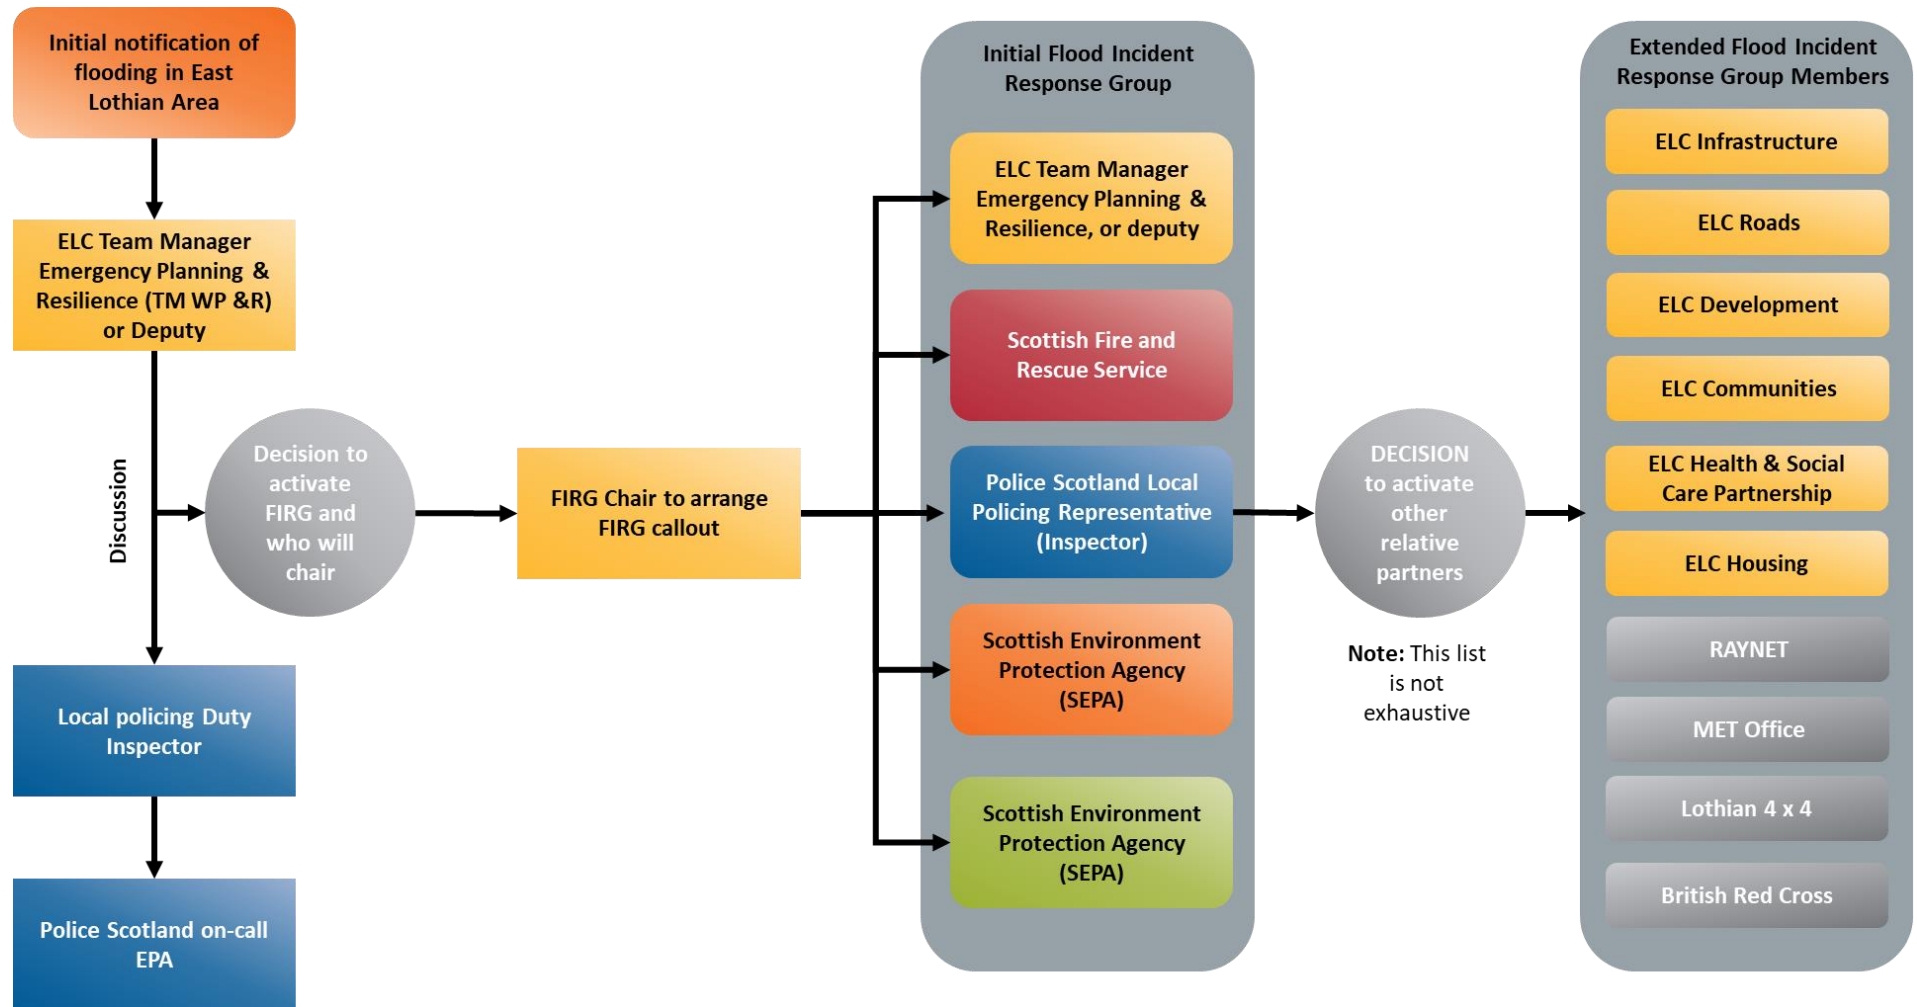 Initial notification of
flooding in East
Lothian Area
ELC Team Manager
Emergency Planning &
Resilience (TM WP &R)
or Deputy
Discussion
Local policing Duty
Inspector
Police Scotland on-call
EPA
Decision to
activate
FIRG and
who will
chair
FIRG Chair to arrange
FIRG callout
Initial Flood Incident
Response Group
ELC Team Manager
Emergency Planning &
Resilience, or deputy
Scottish Fire and
Rescue Service
Police Scotland Local
Policing Representative
(Inspector)
Scottish Environment
Protection Agency
(SEPA)
Scottish Environment
Protection Agency
(SEPA)
DECISION
to activate
other
relative
partners
Note: This list
is not
exhaustive
Extended Flood Incident
Response Group Members
ELC Infrastructure
ELC Roads
ELC Development
ELC Communities
ELC Health & Social
Care Partnership
ELC Housing
RAYNET
MET Office
Lothian 4 x 4
British Red Cross